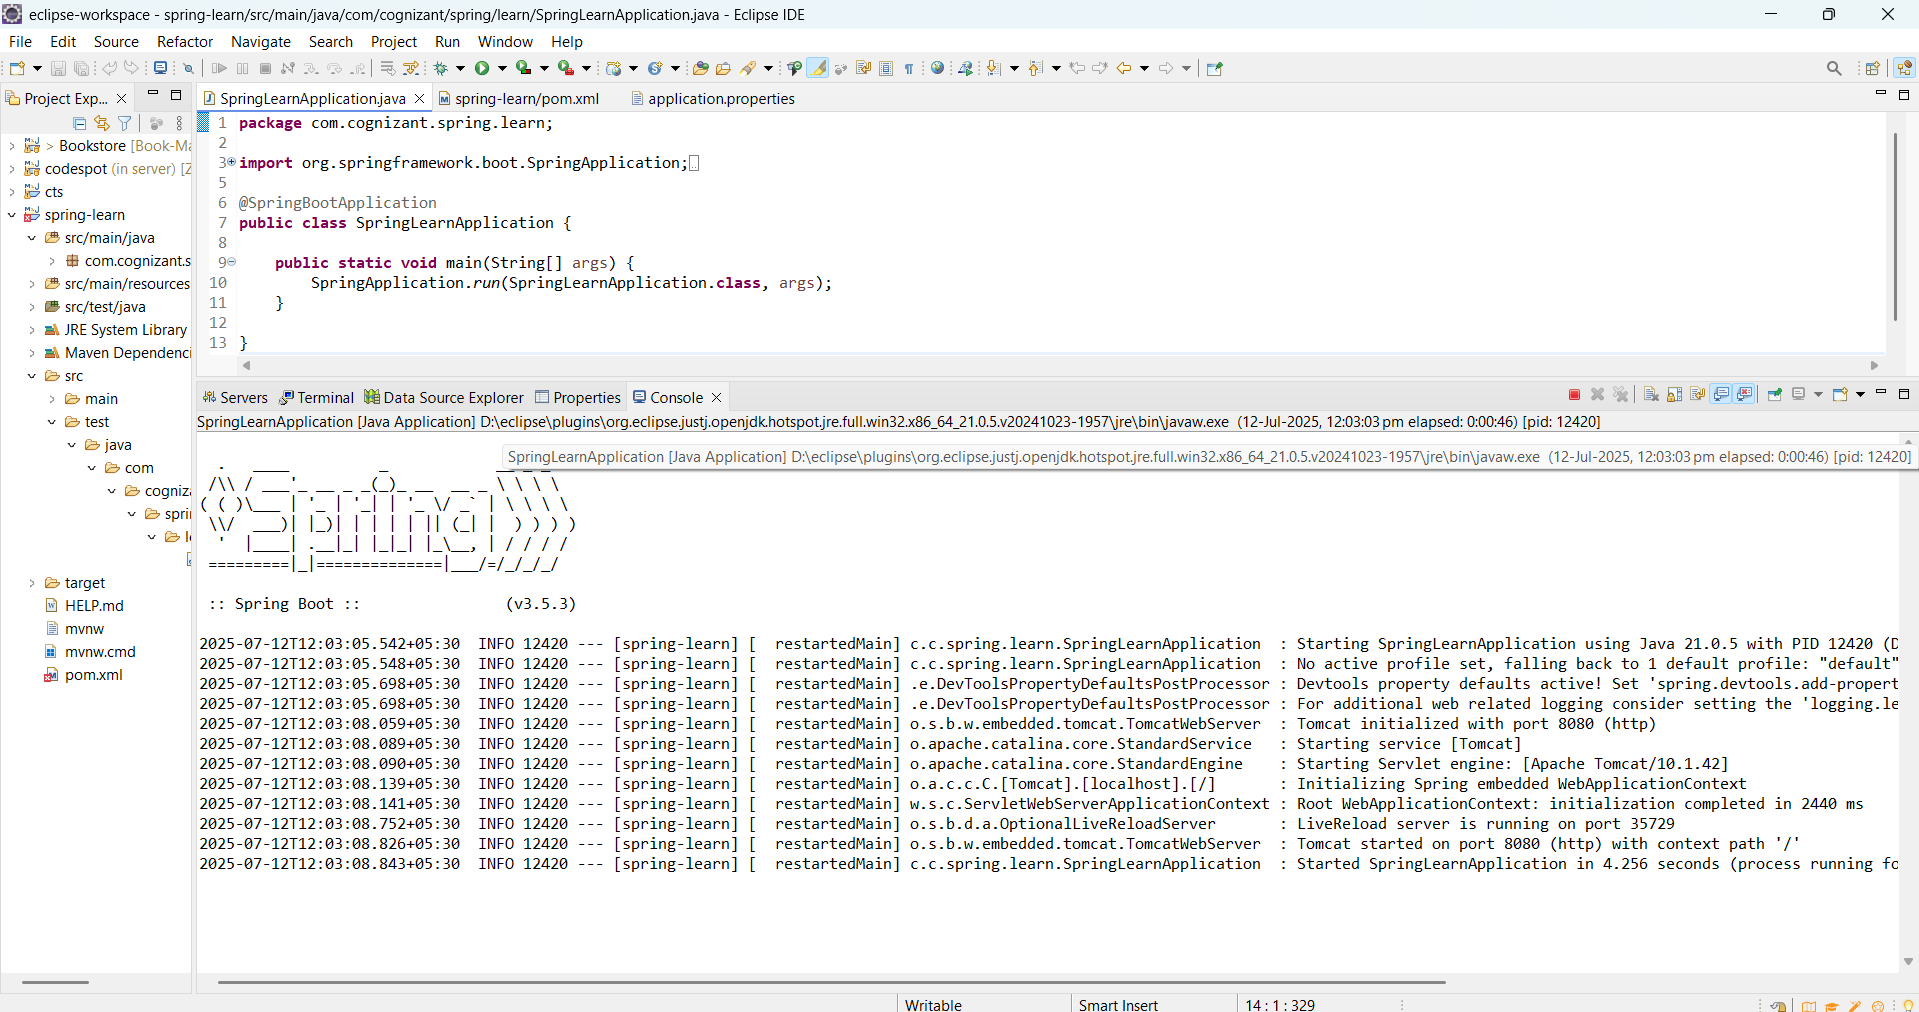 eclipse-workspace - spring-learn/src/main/java/com/cognizant/spring/learn/SpringLearnApplication.java - Eclipse IDE
File Edit Source Refactor Navigate Search Project Run Window Help
Project Exp...
> Bookstore [Book-Ma
codespot (in server) [Z
cts
spring-learn
src/main/java
com.cognizant.s
src/main/resources
src/test/java
JRE System Library
Maven Dependenci
src
main
test
java
com
cogniza
sprin
target
HELP.md
mvnw
mvnw.cmd
pom.xml
SpringLearnApplication.java spring-learn/pom.xml application.properties
1 package com.cognizant.spring.learn;
2
3 import org.springframework.boot.SpringApplication;
5
6 @SpringBootApplication
7 public class SpringLearnApplication {
8
9 public static void main(String[] args) {
10 SpringApplication.run(SpringLearnApplication.class, args);
11 }
12
13 }
Servers Terminal Data Source Explorer Properties Console
SpringLearnApplication [Java Application] D:\eclipse\plugins\org.eclipse.justj.openjdk.hotspot.jre.full.win32.x86_64_21.0.5.v20241023-1957\jre\bin\javaw.exe (12-Jul-2025, 12:03:03 pm elapsed: 0:00:46) [pid: 12420]
SpringLearnApplication [Java Application] D:\eclipse\plugins\org.eclipse.justj.openjdk.hotspot.jre.full.win32.x86_64_21.0.5.v20241023-1957\jre\bin\javaw.exe (12-Jul-2025, 12:03:03 pm elapsed: 0:00:46) [pid: 12420]
Spring
:: Spring Boot :: (v3.5.3)
2025-07-12T12:03:05.542+05:30 INFO 12420 --- [spring-learn] [ restartedMain] c.c.spring.learn.SpringLearnApplication : Starting SpringLearnApplication using Java 21.0.5 with PID 12420 (D
2025-07-12T12:03:05.548+05:30 INFO 12420 --- [spring-learn] [ restartedMain] c.c.spring.learn.SpringLearnApplication : No active profile set, falling back to 1 default profile: "default"
2025-07-12T12:03:05.698+05:30 INFO 12420 --- [spring-learn] [ restartedMain] .e.DevToolsPropertyDefaultsPostProcessor : Devtools property defaults active! Set 'spring.devtools.add-propert
2025-07-12T12:03:05.698+05:30 INFO 12420 --- [spring-learn] [ restartedMain] .e.DevToolsPropertyDefaultsPostProcessor : For additional web related logging consider setting the 'logging.le
2025-07-12T12:03:08.059+05:30 INFO 12420 --- [spring-learn] [ restartedMain] o.s.b.w.embedded.tomcat.TomcatWebServer : Tomcat initialized with port 8080 (http)
2025-07-12T12:03:08.089+05:30 INFO 12420 --- [spring-learn] [ restartedMain] o.apache.catalina.core.StandardService : Starting service [Tomcat]
2025-07-12T12:03:08.090+05:30 INFO 12420 --- [spring-learn] [ restartedMain] o.apache.catalina.core.StandardEngine : Starting Servlet engine: [Apache Tomcat/10.1.42]
2025-07-12T12:03:08.139+05:30 INFO 12420 --- [spring-learn] [ restartedMain] o.a.c.c.C.[Tomcat].[localhost].[/] : Initializing Spring embedded WebApplicationContext
2025-07-12T12:03:08.141+05:30 INFO 12420 --- [spring-learn] [ restartedMain] w.s.c.ServletWebServerApplicationContext : Root WebApplicationContext: initialization completed in 2440 ms
2025-07-12T12:03:08.752+05:30 INFO 12420 --- [spring-learn] [ restartedMain] o.s.b.d.a.OptionalLiveReloadServer : LiveReload server is running on port 35729
2025-07-12T12:03:08.826+05:30 INFO 12420 --- [spring-learn] [ restartedMain] o.s.b.w.embedded.tomcat.TomcatWebServer : Tomcat started on port 8080 (http) with context path '/'
2025-07-12T12:03:08.843+05:30 INFO 12420 --- [spring-learn] [ restartedMain] c.c.spring.learn.SpringLearnApplication : Started SpringLearnApplication in 4.256 seconds (process running fo
Writable Smart Insert 14 : 1 : 329